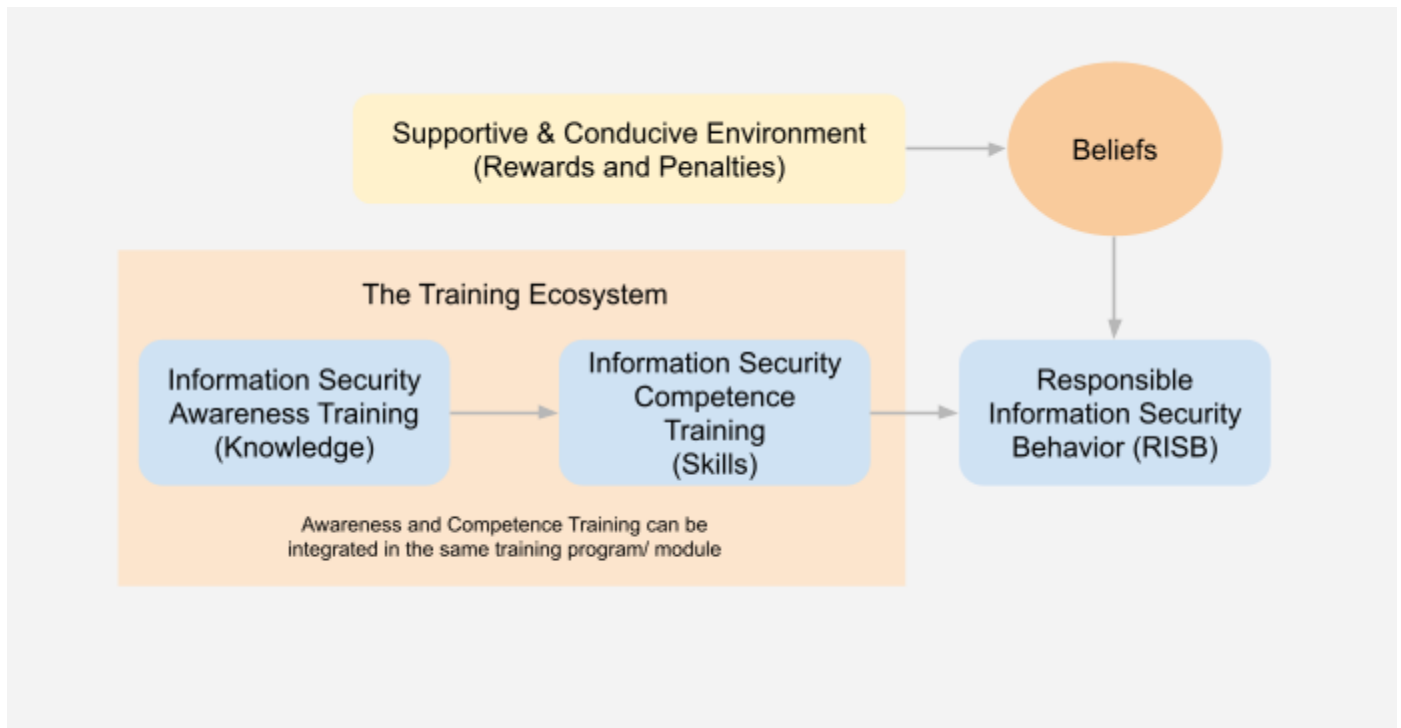 Supportive & Conducive Environment
(Rewards and Penalties)
Beliefs
The Training Ecosystem
Information Security
Awareness Training
(Knowledge)
Information Security
Competence
Training
(Skills)
Responsible
Information Security
Behavior (RISB)
Awareness and Competence Training can be
integrated in the same training program/ module